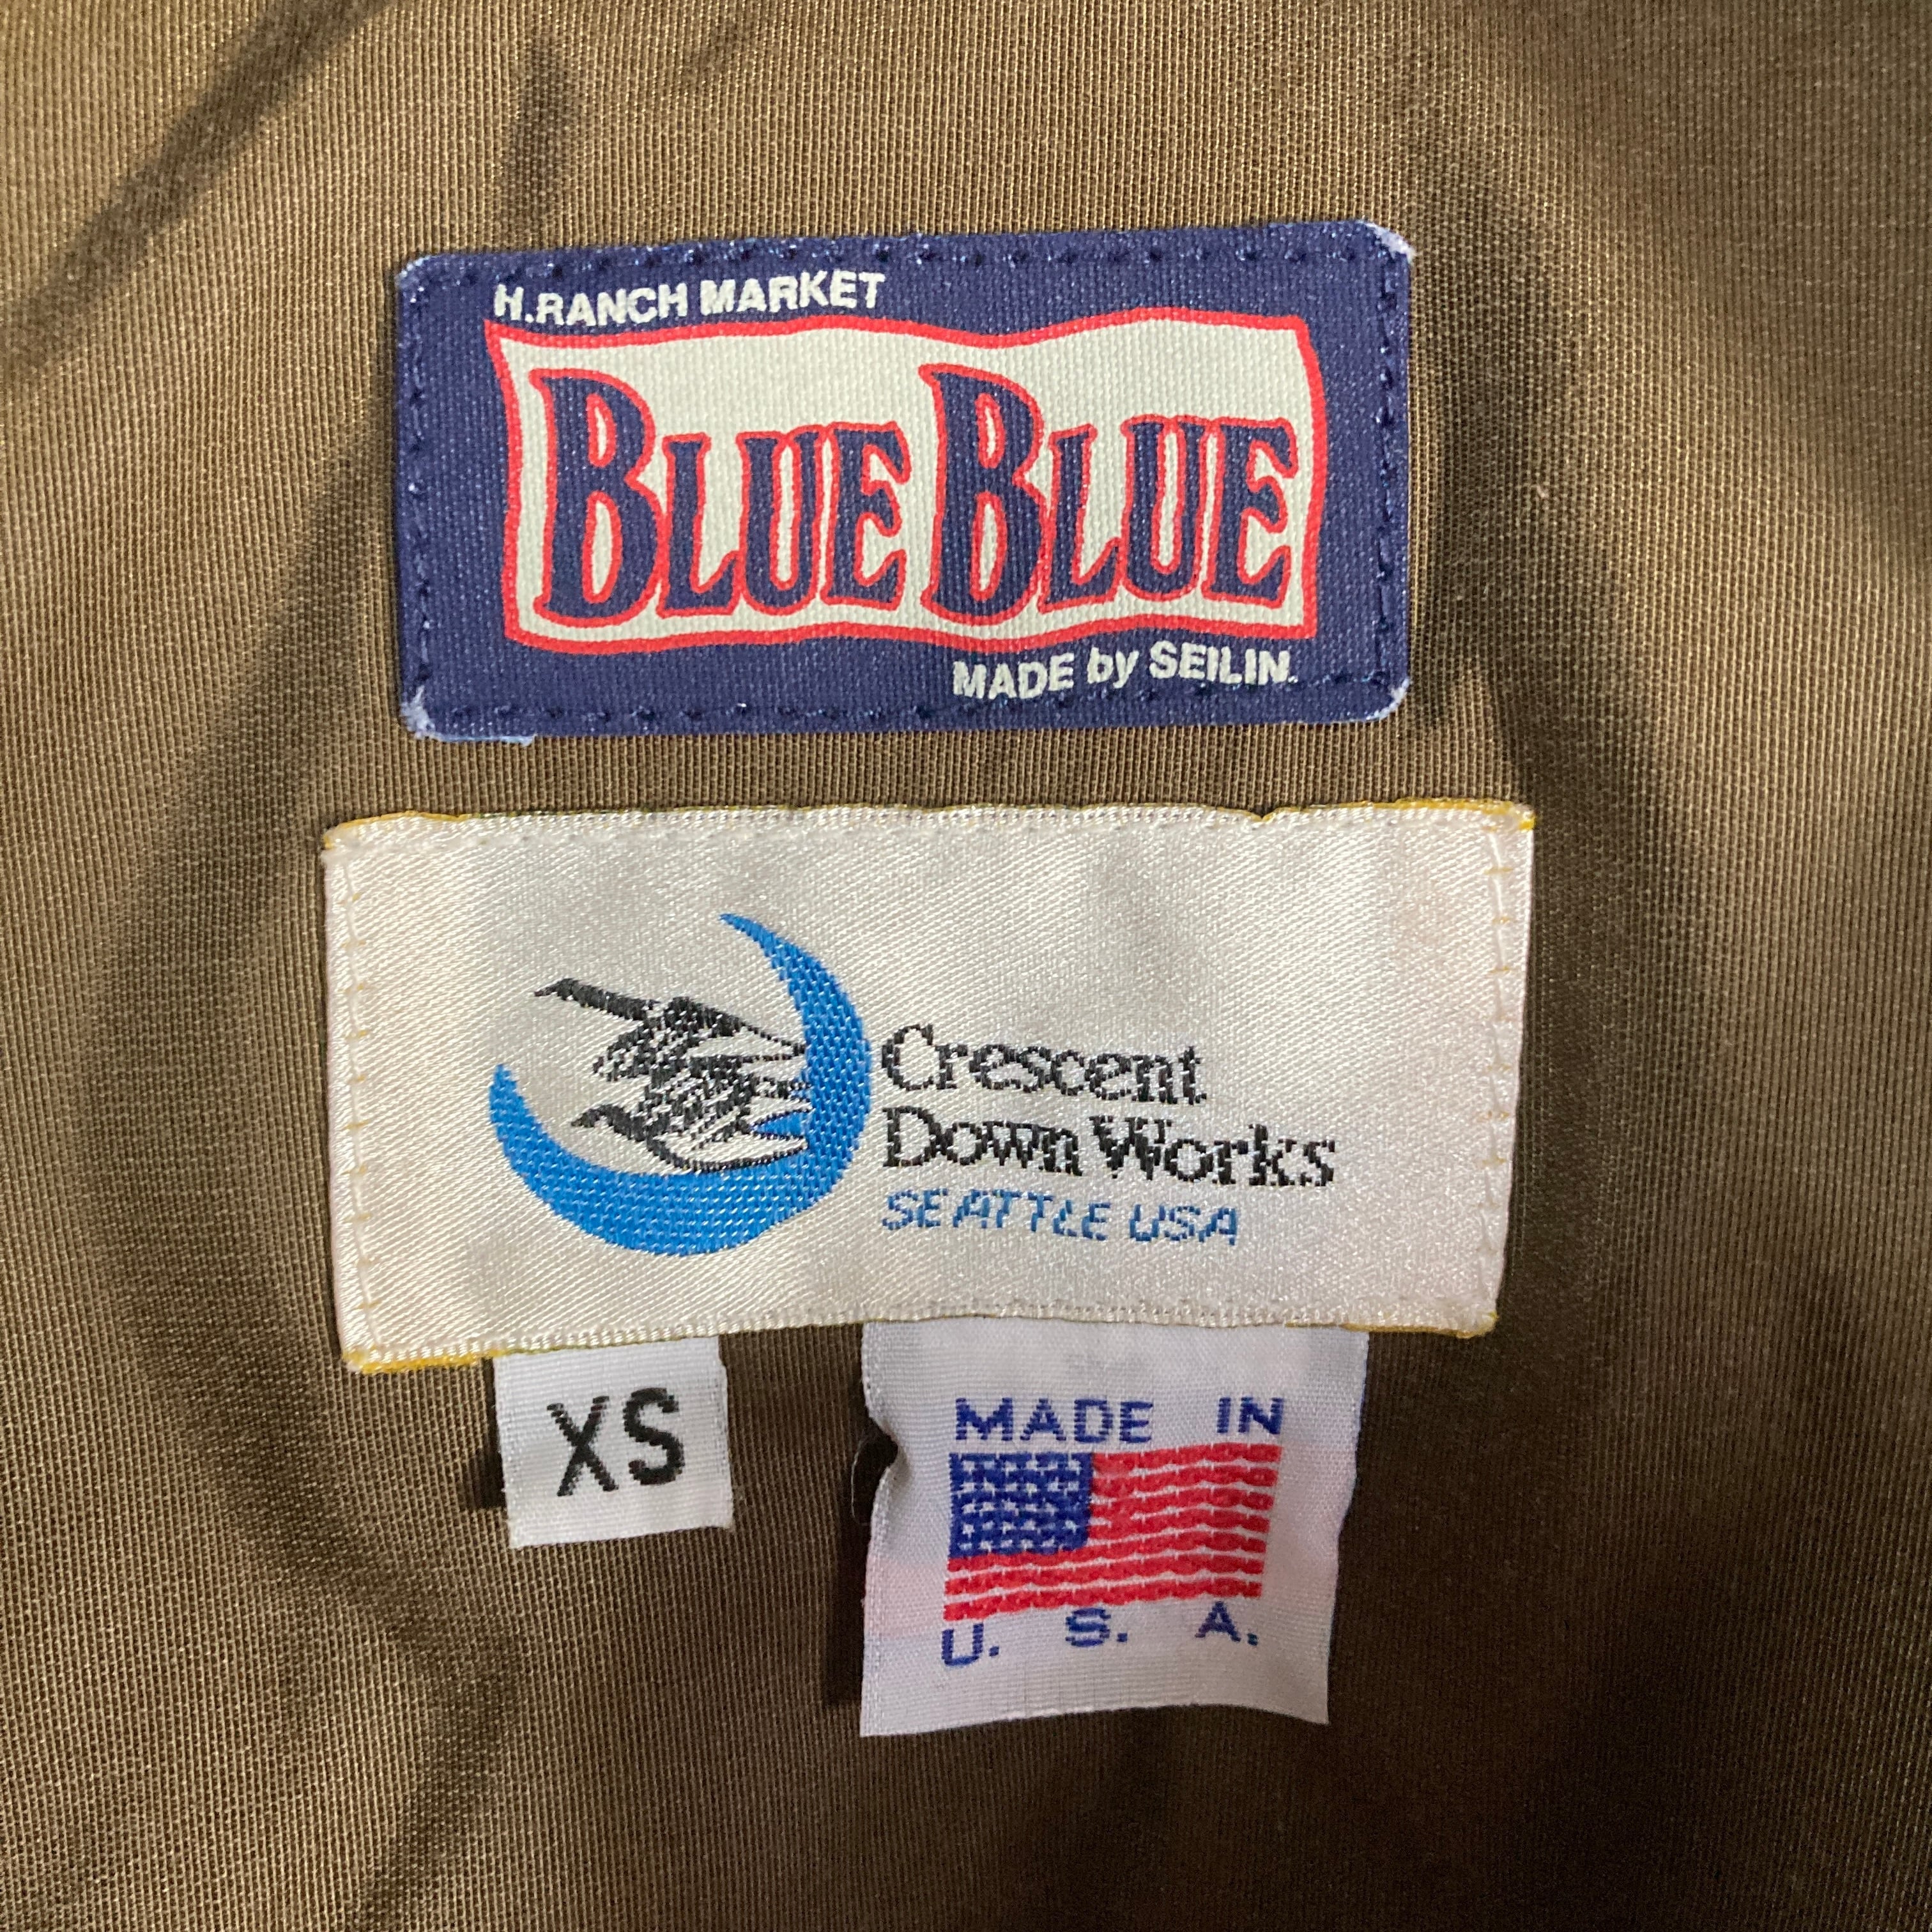 H.RANCH MARKET
BLUE BLUE
MADE by SEILIN.
Crescent
Down Works
SEATTLE USA
XS
MADE IN
U. S. A.